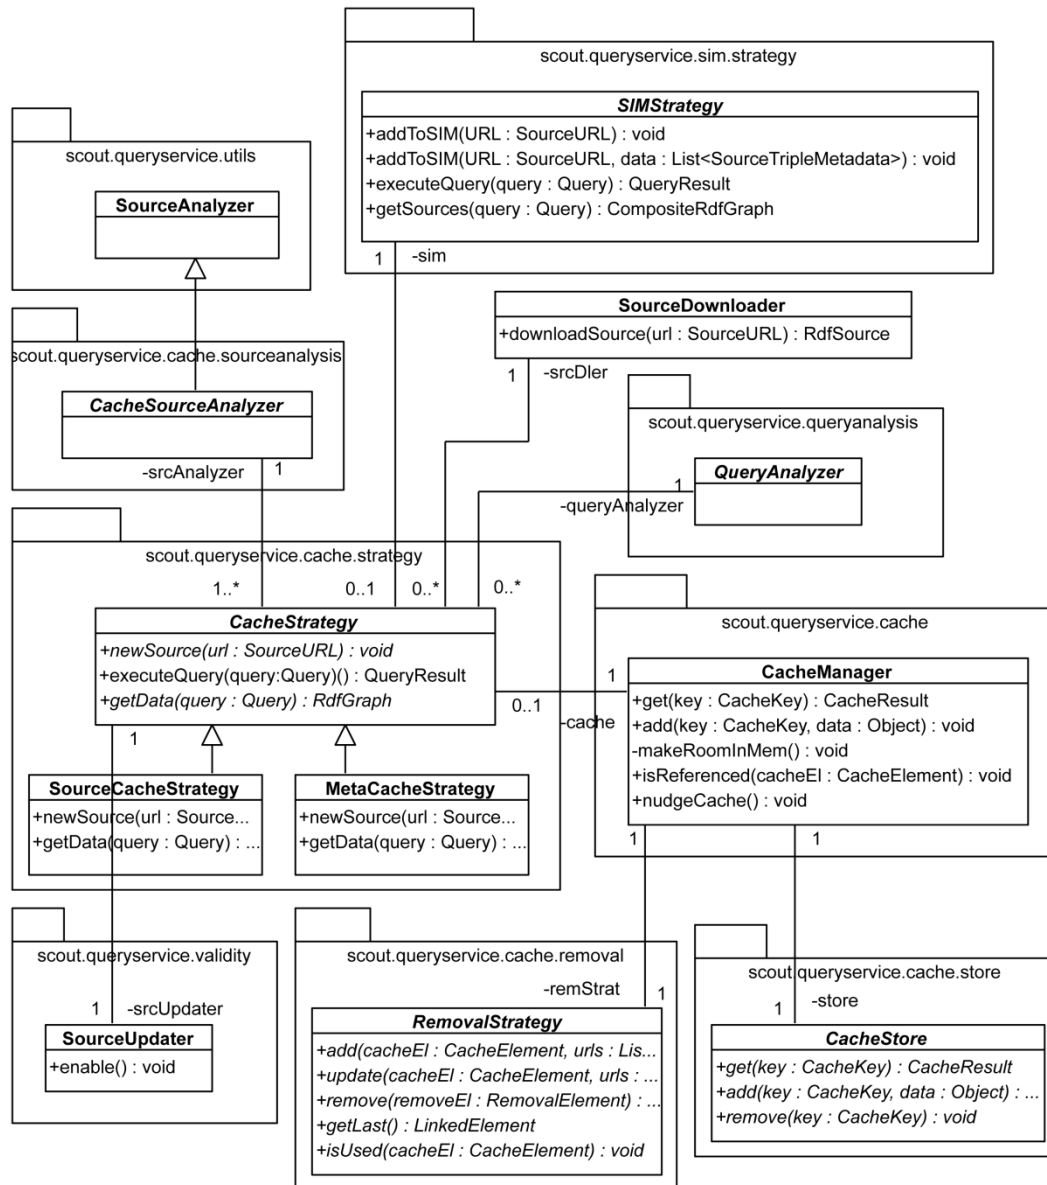 scout.queryservice.sim.strategy
SIMStrategy
+addToSIM(URL : SourceURL) : void
+addToSIM(URL : SourceURL, data : List<SourceTripleMetadata>) : void
+executeQuery(query : Query) : QueryResult
+getSources(query : Query) : CompositeRdfGraph
1
-sim
scout.queryservice.utils
SourceAnalyzer
SourceDownloader
+downloadSource(url : SourceURL) : RdfSource
1
-srcDler
scout.queryservice.cache.sourceanalysis
CacheSourceAnalyzer
-srcAnalyzer
1
scout.queryservice.queryanalysis
QueryAnalyzer
1
-queryAnalyzer
scout.queryservice.cache.strategy
1..*
0..1
0..*
0..*
CacheStrategy
+newSource(url : SourceURL) : void
+executeQuery(query:Query)() : QueryResult
+getData(query : Query) : RdfGraph
1
0..1
1
-cache
scout.queryservice.cache
CacheManager
+get(key : CacheKey) : CacheResult
+add(key : CacheKey, data : Object) : void
-makeRoomInMem() : void
+isReferenced(cacheEl : CacheElement) : void
+nudgeCache() : void
1
1
SourceCacheStrategy
+newSource(url : Source...
+getData(query : Query) : ...
MetaCacheStrategy
+newSource(url : Source...
+getData(query : Query) : ...
scout.queryservice.validity
1
-srcUpdater
SourceUpdater
+enable() : void
scout.queryservice.cache.removal
-remStrat
1
RemovalStrategy
+add(cacheEl : CacheElement, urls : Lis...
+update(cacheEl : CacheElement, urls : ...
+remove(removeEl : RemovalElement) : ...
+getLast() : LinkedElement
+isUsed(cacheEl : CacheElement) : void
scout.queryservice.cache.store
1
-store
CacheStore
+get(key : CacheKey) : CacheResult
+add(key : CacheKey, data : Object) : ...
+remove(key : CacheKey) : void